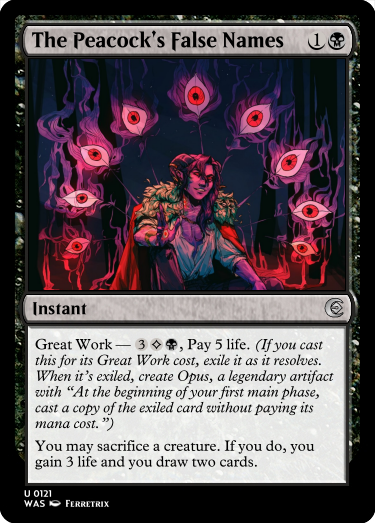 The Peacock's False Names 1
Instant
Great Work — 3, Pay 5 life. (If you cast
this for its Great Work cost, exile it as it resolves.
When it's exiled, create Opus, a legendary artifact
with “At the beginning of your first main phase,
cast a copy of the exiled card without paying its
mana cost.”)
You may sacrifice a creature. If you do, you
gain 3 life and you draw two cards.
U 0121
WAS Ferretrix